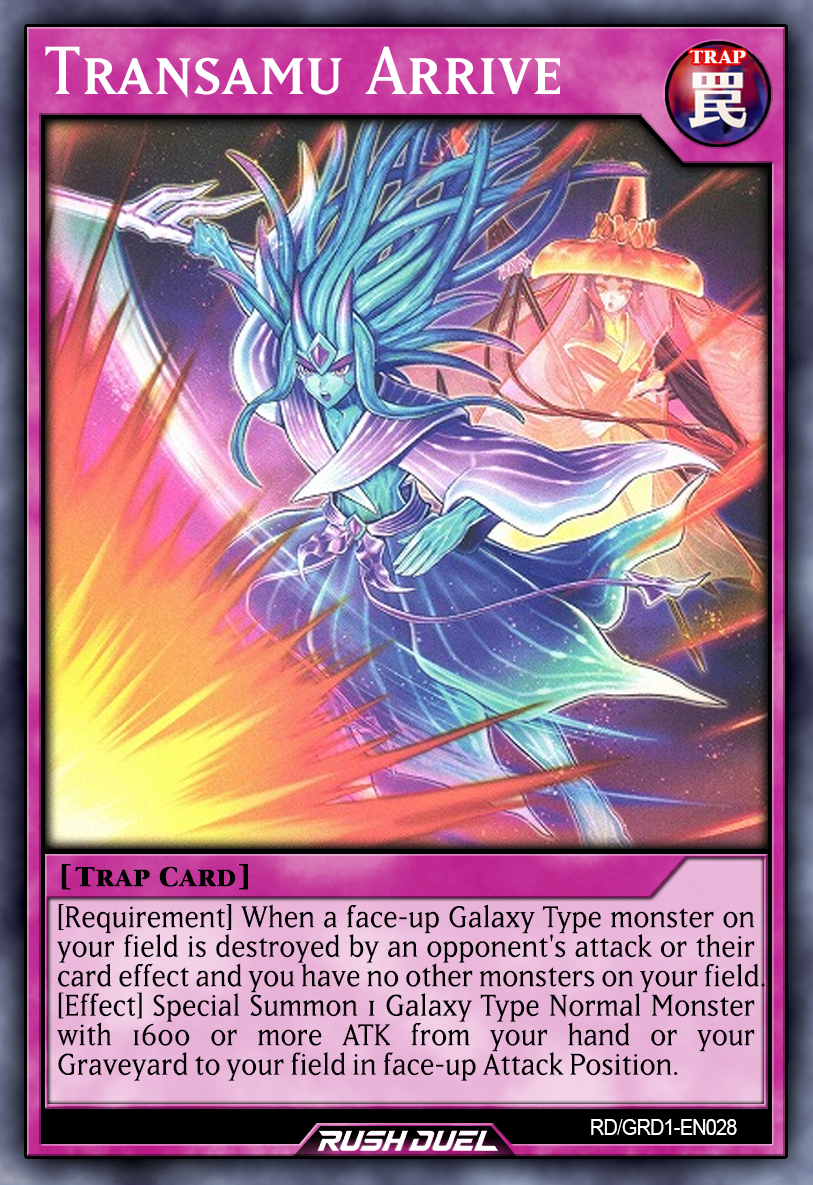 Transamu Arrive
TRAP
罠
[Trap Card]
[Requirement] When a face-up Galaxy Type monster on
your field is destroyed by an opponent's attack or their
card effect and you have no other monsters on your field.
[Effect] Special Summon 1 Galaxy Type Normal Monster
with 1600 or more ATK from your hand or your
Graveyard to your field in face-up Attack Position.
RD/GRD1-EN028
RUSH DUEL